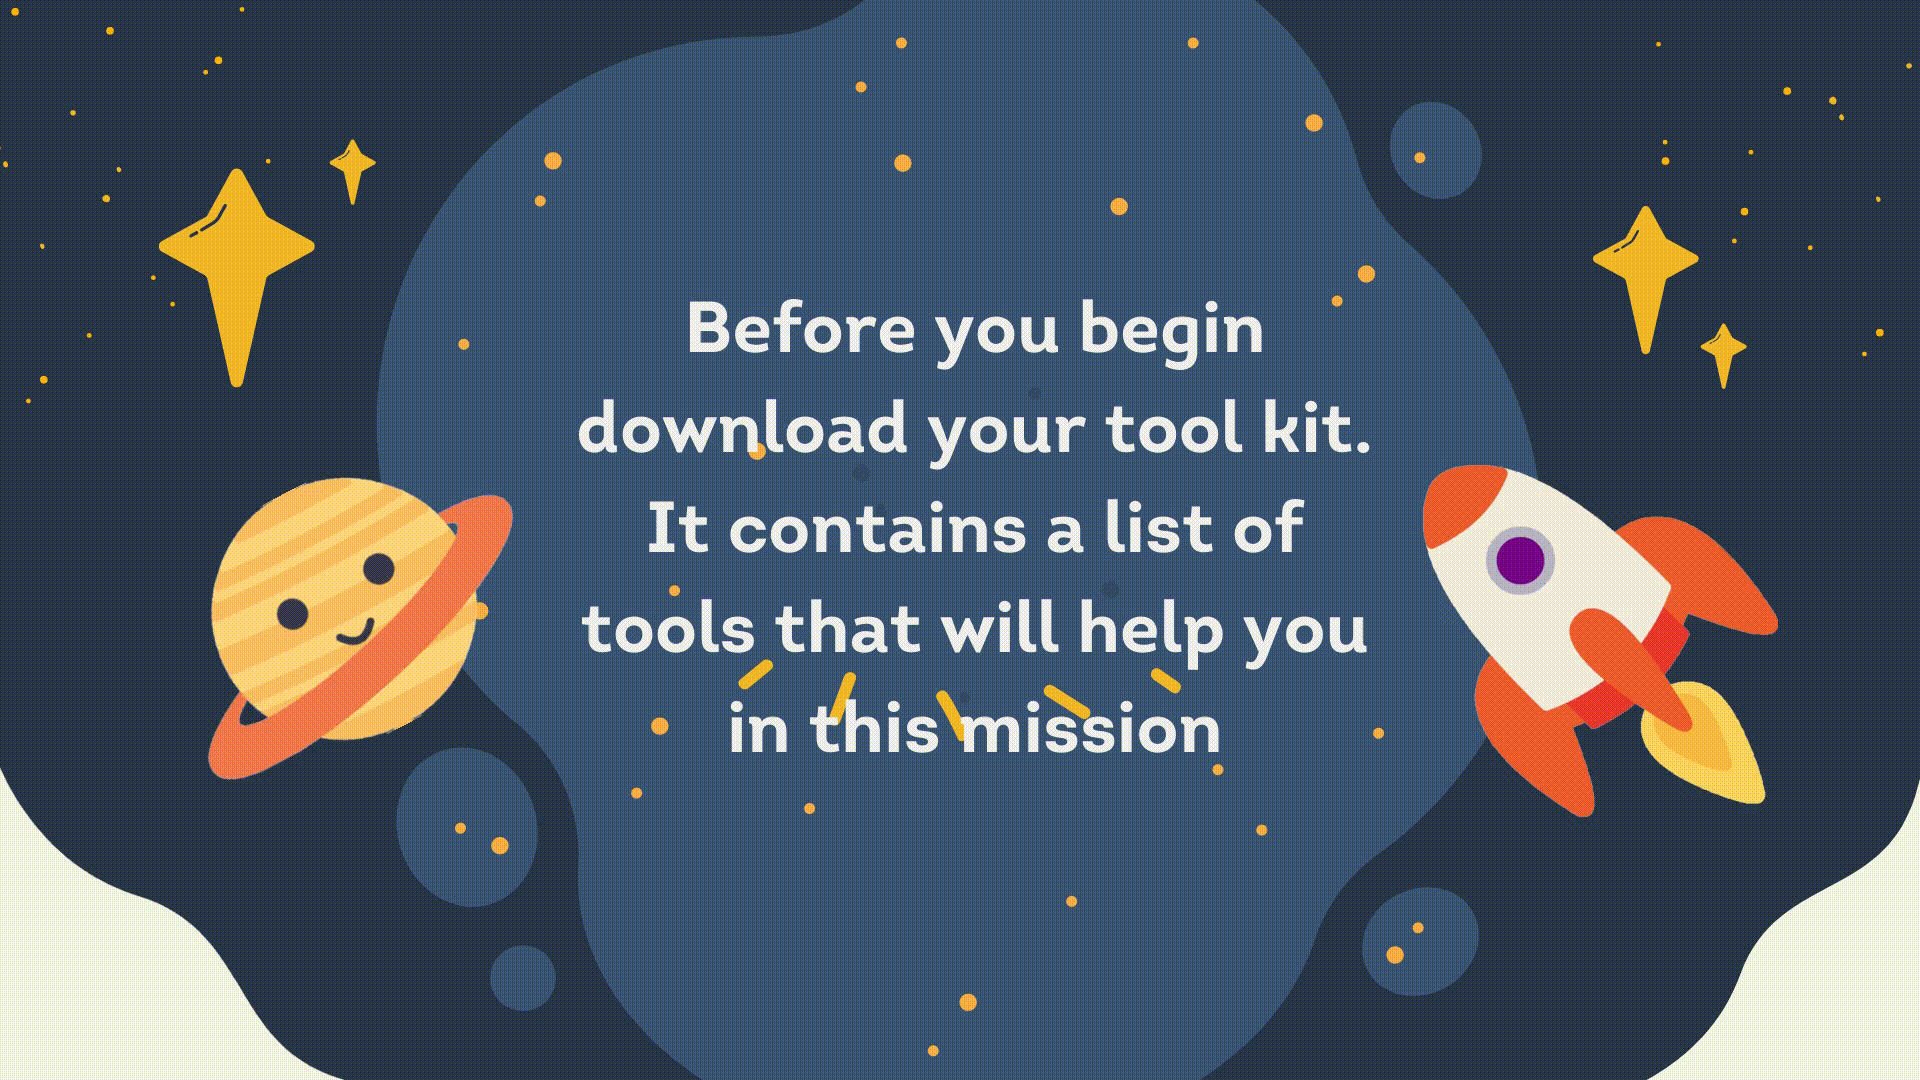 Before you begin
download your tool kit.
It contains a list of
tools that will help you
in this mission